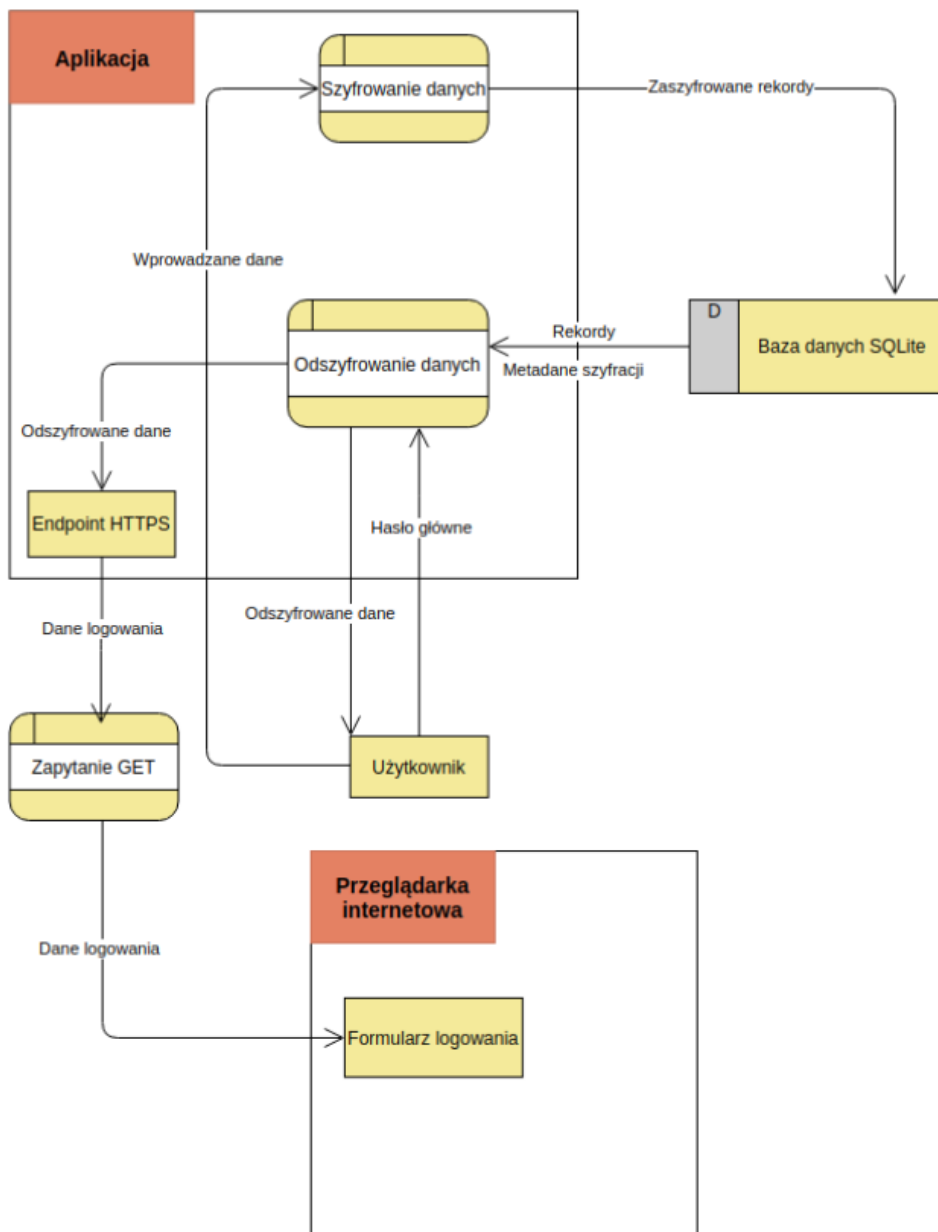 Aplikacja
Szyfrowanie danych
Zaszyfrowane rekordy
Wprowadzane dane
D
Baza danych SQLite
Rekordy
Metadane szyfracji
Odszyfrowanie danych
Odszyfrowane dane
Endpoint HTTPS
Hasło główne
Odszyfrowane dane
Dane logowania
Zapytanie GET
Użytkownik
Przeglądarka
internetowa
Dane logowania
Formularz logowania